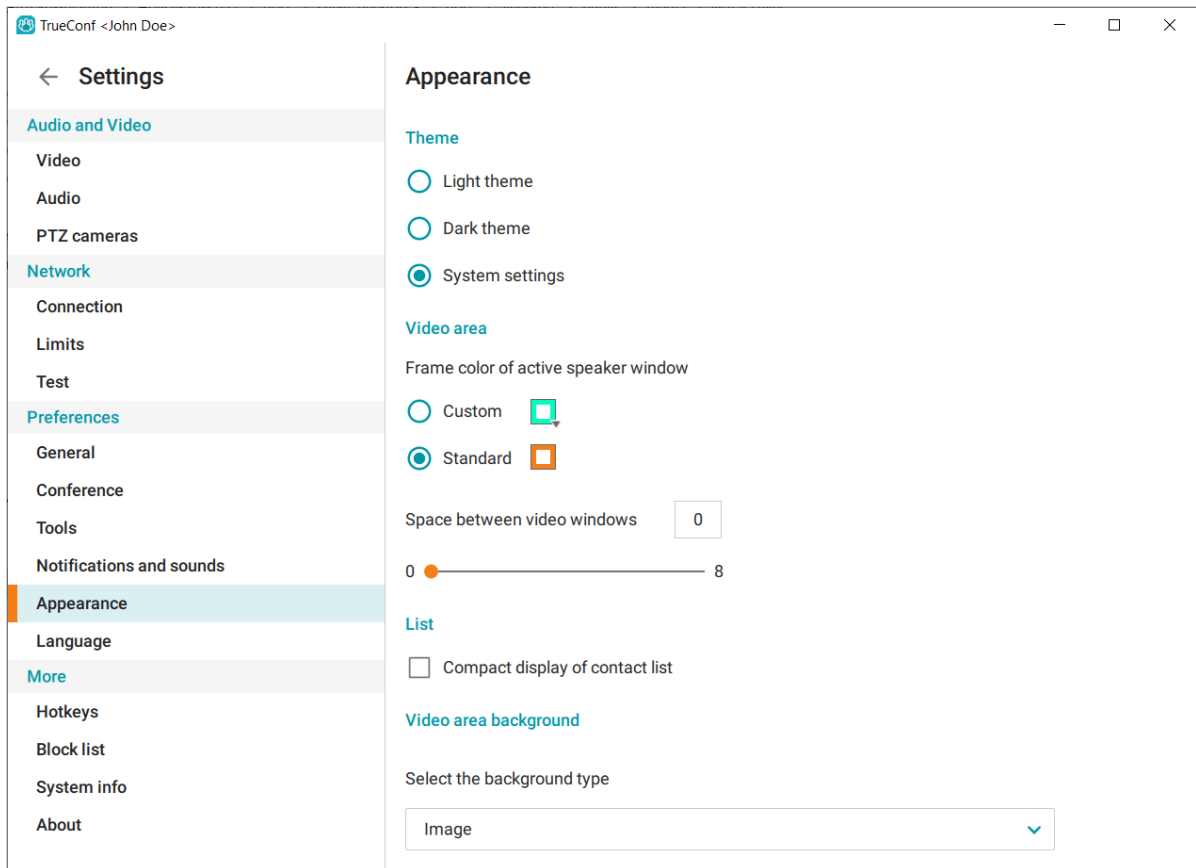 TrueConf <John Doe>
Settings
Audio and Video
Video
Audio
PTZ cameras
Network
Connection
Limits
Test
Preferences
General
Conference
Tools
Notifications and sounds
Appearance
Language
More
Hotkeys
Block list
System info
About
Appearance
Theme
Light theme
Dark theme
System settings
Video area
Frame color of active speaker window
Custom
Standard
Space between video windows 0
0 8
List
Compact display of contact list
Video area background
Select the background type
Image